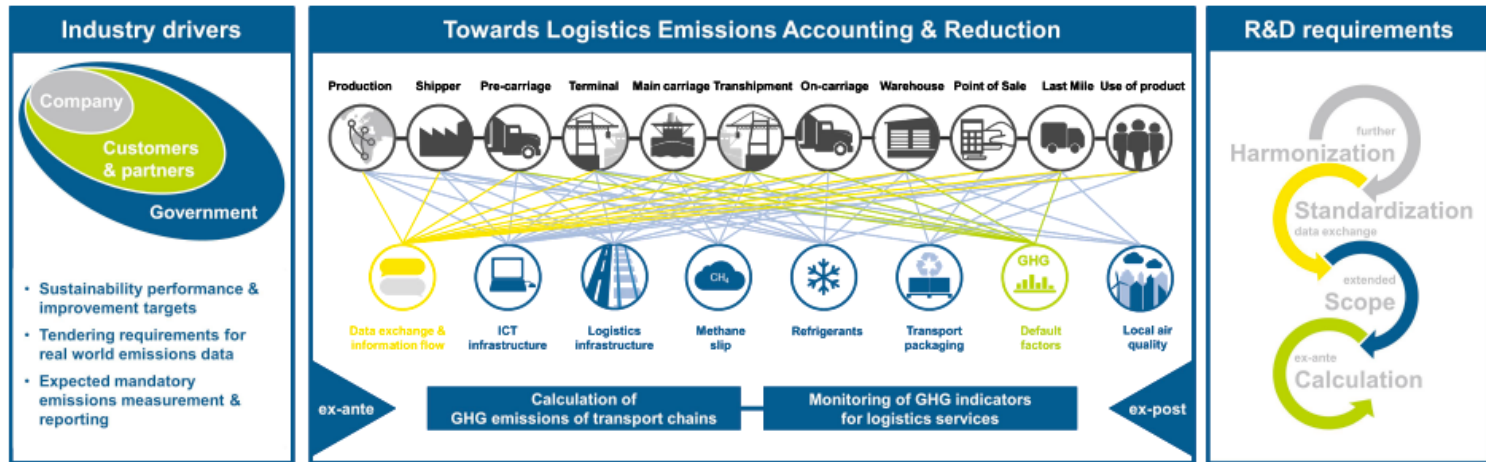 Industry drivers
Company
Customers
& partners
Government
• Sustainability performance &
improvement targets
• Tendering requirements for
real world emissions data
• Expected mandatory
emissions measurement &
reporting
Towards Logistics Emissions Accounting & Reduction
Production
Shipper
Pre-carriage
Terminal
Main carriage
Transhipment
On-carriage
Warehouse
Point of Sale
Last Mile
Use of product
CH₄
GHG
Data exchange &
information flow
ICT
infrastructure
Logistics
infrastructure
Methane
slip
Refrigerants
Transport
packaging
Default
factors
Local air
quality
ex-ante
Calculation of
GHG emissions of transport chains
Monitoring of GHG indicators
for logistics services
ex-post
R&D requirements
further
Harmonization
Standardization
data exchange
extended
Scope
ex-ante
Calculation